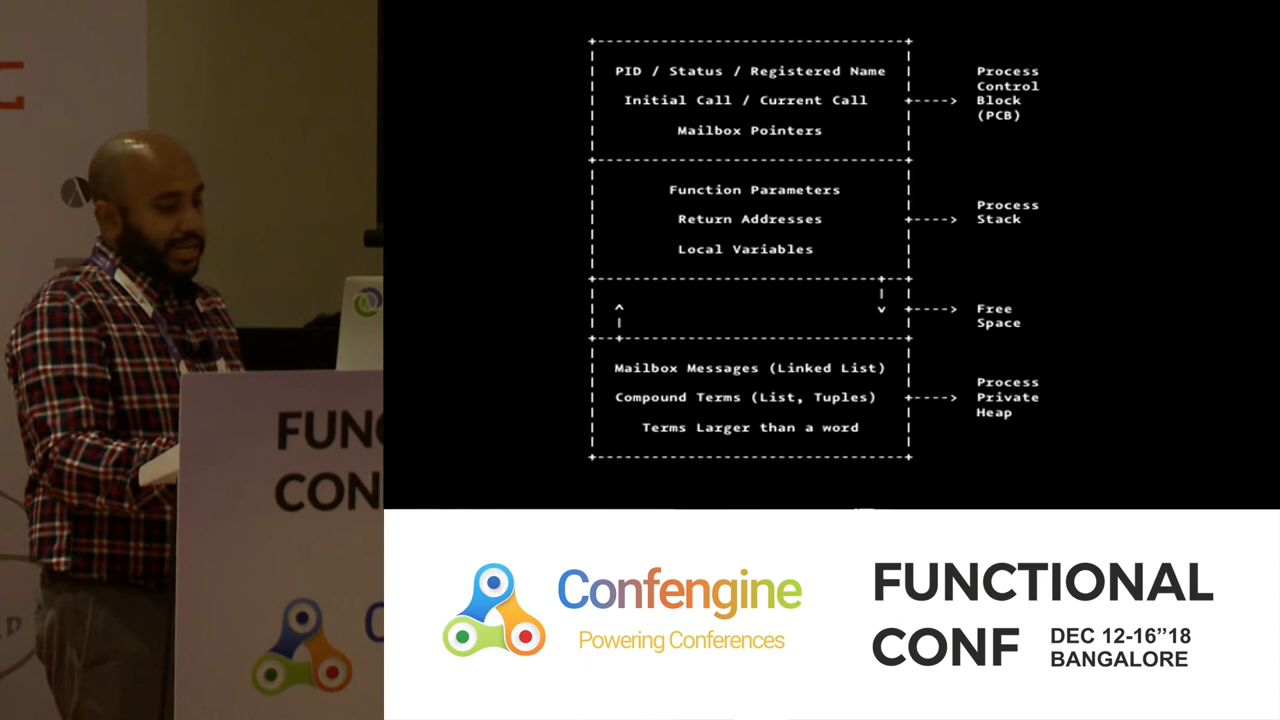 PID / Status / Registered Name
Initial Call / Current Call
Mailbox Pointers
Process
Control
Block
(PCB)
Function Parameters
Return Addresses
Local Variables
Process
Stack
Free
Space
Mailbox Messages (Linked List)
Compound Terms (List, Tuples)
Terms Larger than a word
Process
Private
Heap
FUNC
CON
Confengine
Powering Conferences
FUNCTIONAL
CONF
DEC 12-16”18
BANGALORE